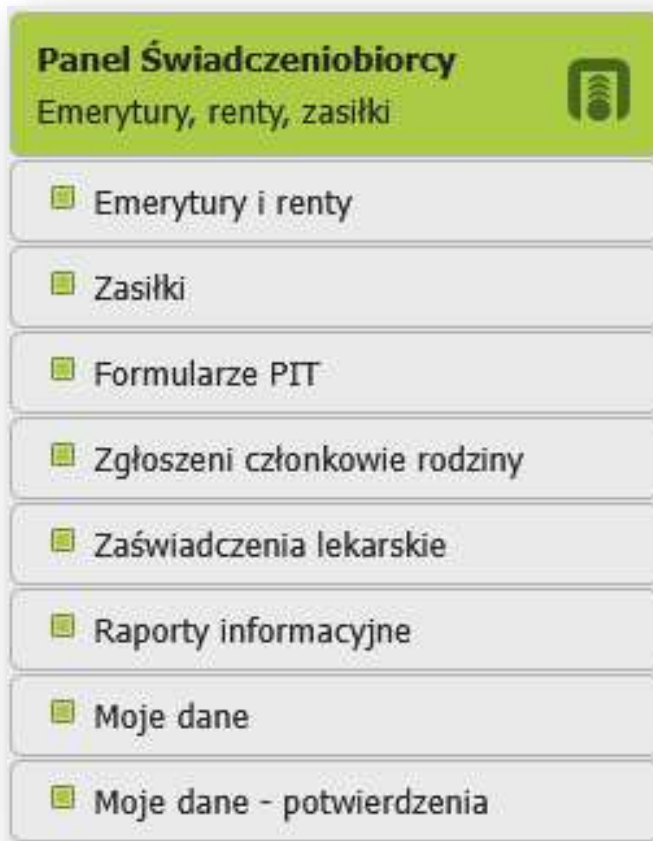 Panel Świadczeniobiorcy
Emerytury, renty, zasiłki
Emerytury i renty
Zasiłki
Formularze PIT
Zgłoszeni członkowie rodziny
Zaświadczenia lekarskie
Raporty informacyjne
Moje dane
Moje dane - potwierdzenia